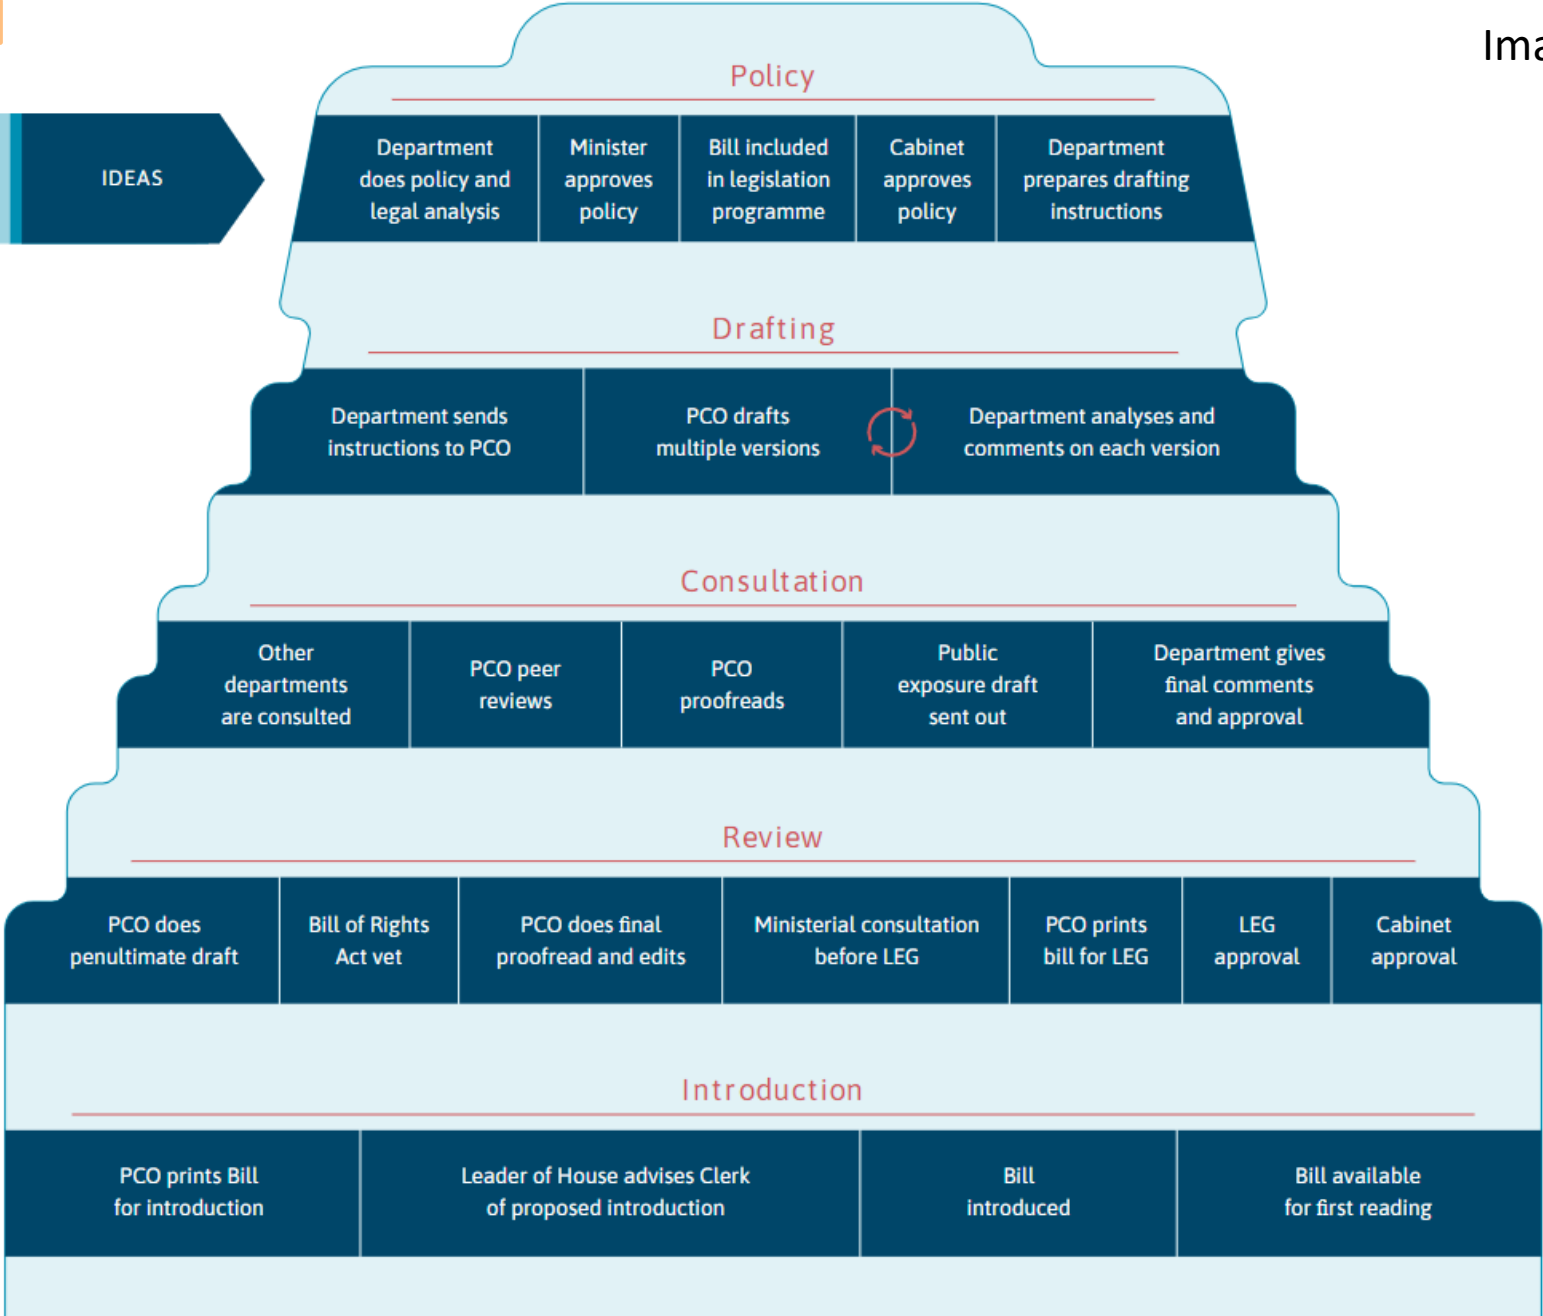 Ima
Policy
IDEAS
Department
does policy and
legal analysis
Minister
approves
policy
Bill included
in legislation
programme
Cabinet
approves
policy
Department
prepares drafting
instructions
Drafting
Department sends
instructions to PCO
PCO drafts
multiple versions
Department analyses and
comments on each version
Consultation
Other
departments
are consulted
PCO peer
reviews
PCO
proofreads
Public
exposure draft
sent out
Department gives
final comments
and approval
Review
PCO does
penultimate draft
Bill of Rights
Act vet
PCO does final
proofread and edits
Ministerial consultation
before LEG
PCO prints
bill for LEG
LEG
approval
Cabinet
approval
Introduction
PCO prints Bill
for introduction
Leader of House advises Clerk
of proposed introduction
Bill
introduced
Bill available
for first reading